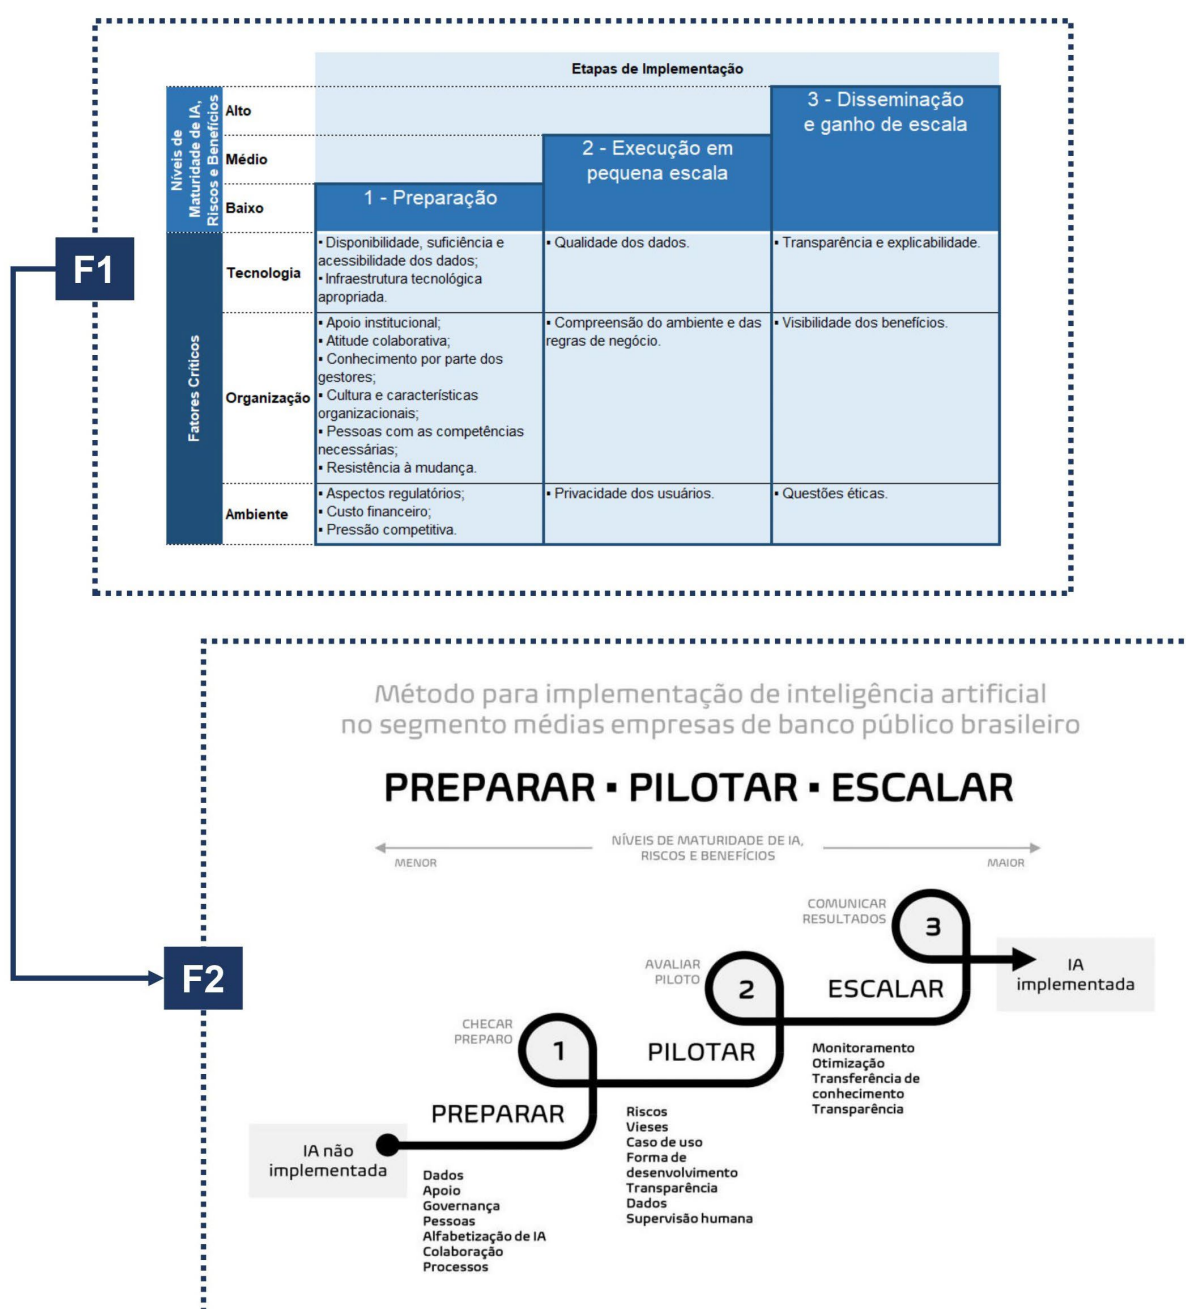 Etapas de Implementação
Níveis de
Maturidade de IA,
Riscos e Benefícios
Alto
Médio
Baixo
1 - Preparação
2 - Execução em
pequena escala
3 - Disseminação
e ganho de escala
F1
Fatores Críticos
Tecnologia
▪ Disponibilidade, suficiência e
acessibilidade dos dados;
▪ Infraestrutura tecnológica
apropriada.
▪ Qualidade dos dados.
▪ Transparência e explicabilidade.
Organização
▪ Apoio institucional;
▪ Atitude colaborativa;
▪ Conhecimento por parte dos
gestores;
▪ Cultura e características
organizacionais;
▪ Pessoas com as competências
necessárias;
▪ Resistência à mudança.
▪ Compreensão do ambiente e das
regras de negócio.
▪ Visibilidade dos benefícios.
Ambiente
▪ Aspectos regulatórios;
▪ Custo financeiro;
▪ Pressão competitiva.
▪ Privacidade dos usuários.
▪ Questões éticas.
F2
Método para implementação de inteligência artificial
no segmento médias empresas de banco público brasileiro
PREPARAR ▪ PILOTAR ▪ ESCALAR
NÍVEIS DE MATURIDADE DE IA,
RISCOS E BENEFÍCIOS
MENOR
MAIOR
IA não
implementada
CHECAR
PREPARO
1
PREPARAR
Dados
Apoio
Governança
Pessoas
Alfabetização de IA
Colaboração
Processos
AVALIAR
PILOTO
2
PILOTAR
Riscos
Vieses
Caso de uso
Forma de
desenvolvimento
Transparência
Dados
Supervisão humana
COMUNICAR
RESULTADOS
3
ESCALAR
Monitoramento
Otimização
Transferência de
conhecimento
Transparência
IA
implementada